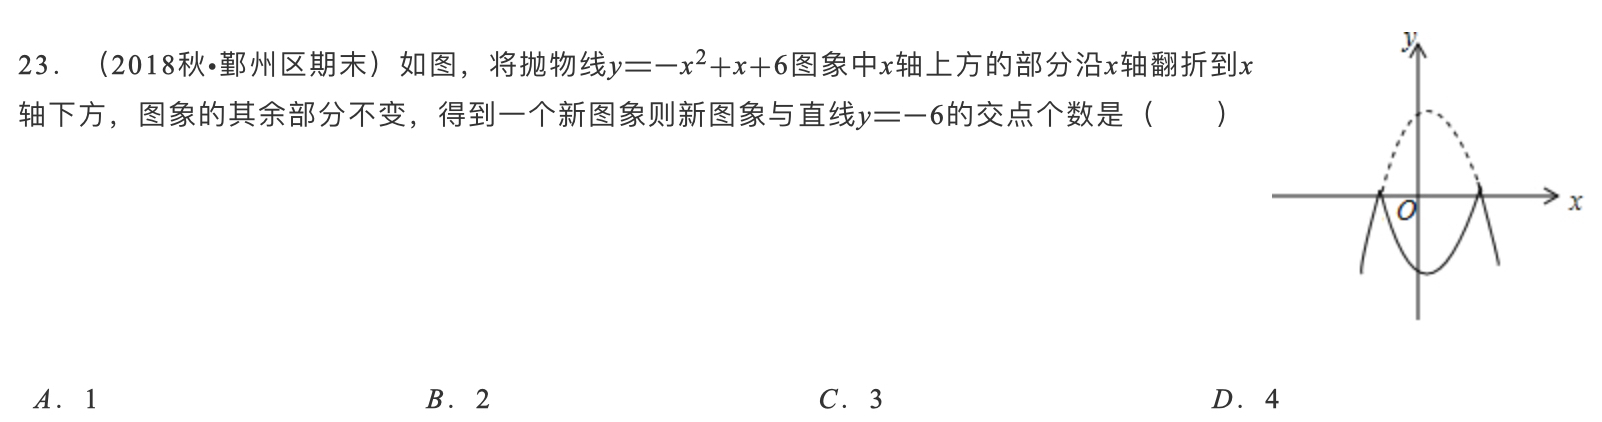 23. （2018秋•鄞州区期末）如图，将抛物线y＝－x²+x+6图象中x轴上方的部分沿x轴翻折到x
轴下方，图象的其余部分不变，得到一个新图象则新图象与直线y＝－6的交点个数是（　　）
y
O
x
A. 1 B. 2 C. 3 D. 4